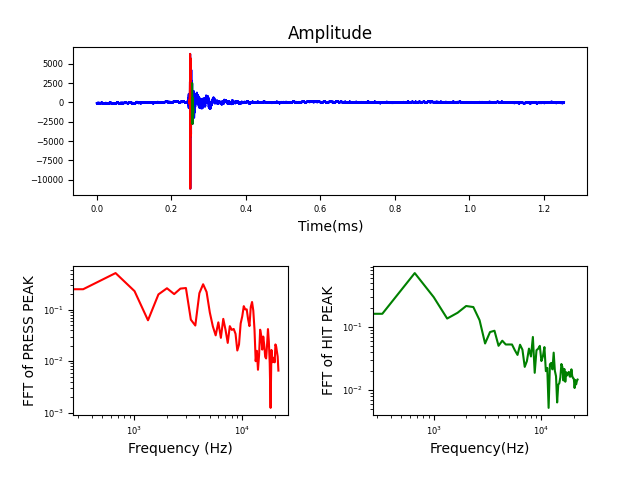 Amplitude
5000
2500
0
−2500
−5000
−7500
−10000
0.0 0.2 0.4 0.6 0.8 1.0 1.2
Time(ms)
FFT of PRESS PEAK
10⁻¹
10⁻²
10⁻³
10³ 10⁴
Frequency (Hz)
FFT of HIT PEAK
10⁻¹
10⁻²
10³ 10⁴
Frequency(Hz)